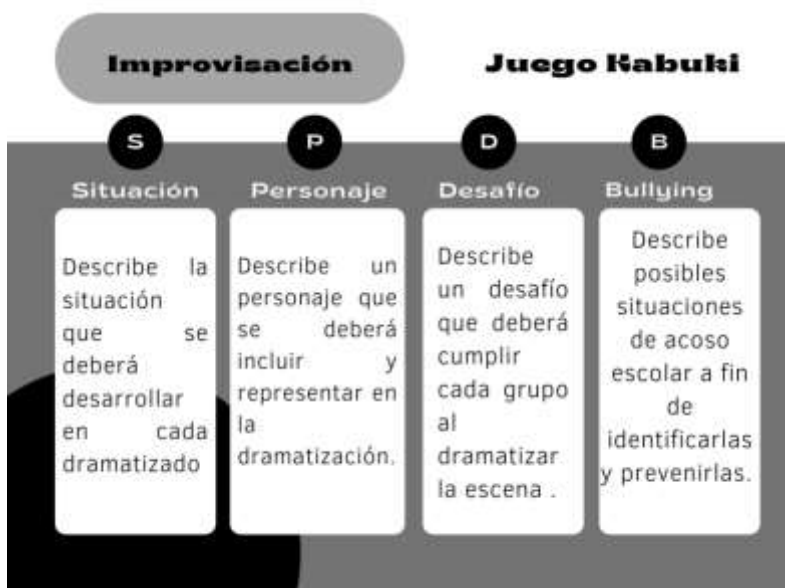 Improvisación
Juego Kabuki
S
Situación
Describe la
situación
que se
deberá
desarrollar
en cada
dramatizado
P
Personaje
Describe un
personaje que
se deberá
incluir y
representar en
la
dramatización.
D
Desafío
Describe
un desafío
que deberá
cumplir
cada grupo
al
dramatizar
la escena .
B
Bullying
Describe
posibles
situaciones
de acoso
escolar a fin
de
identificarlas
y prevenirlas.